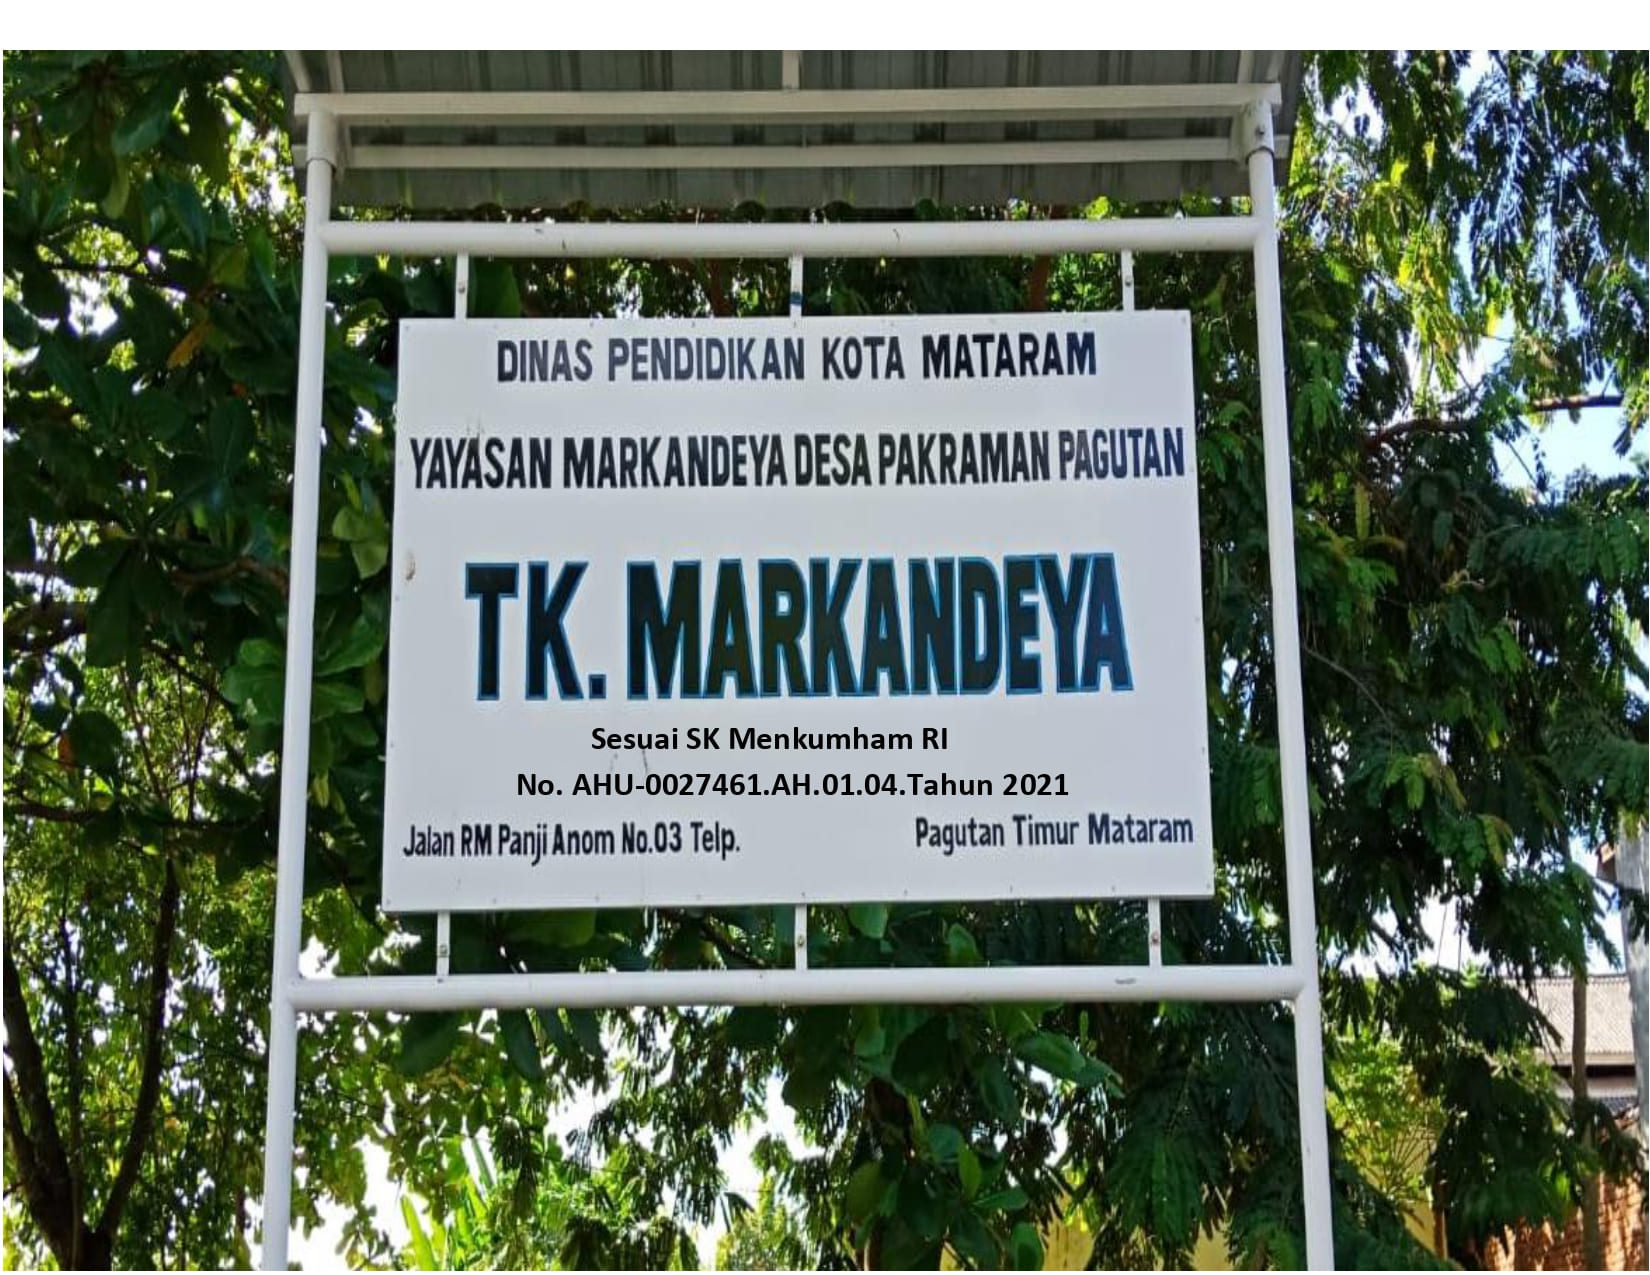 DINAS PENDIDIKAN KOTA MATARAM
YAYASAN MARKANDEYA DESA PAKRAMAN PAGUTAN
TK. MARKANDEYA
Sesuai SK Menkumham RI
No. AHU-0027461.AH.01.04.Tahun 2021
Jalan RM Panji Anom No.03 Telp. Pagutan Timur Mataram